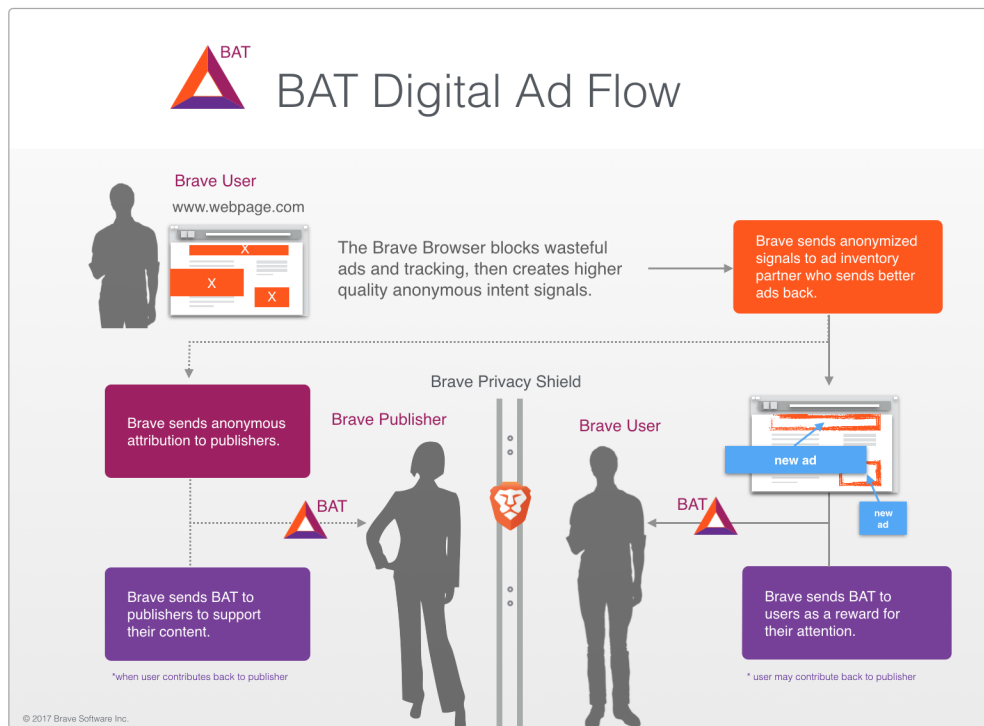 BAT
BAT Digital Ad Flow
Brave User
www.webpage.com
X
X
X
The Brave Browser blocks wasteful
ads and tracking, then creates higher
quality anonymous intent signals.
Brave sends anonymized
signals to ad inventory
partner who sends better
ads back.
Brave Privacy Shield
Brave sends anonymous
attribution to publishers.
Brave Publisher
Brave User
new ad
new
ad
BAT
BAT
Brave sends BAT to
publishers to support
their content.
Brave sends BAT to
users as a reward for
their attention.
*when user contributes back to publisher
* user may contribute back to publisher
© 2017 Brave Software Inc.